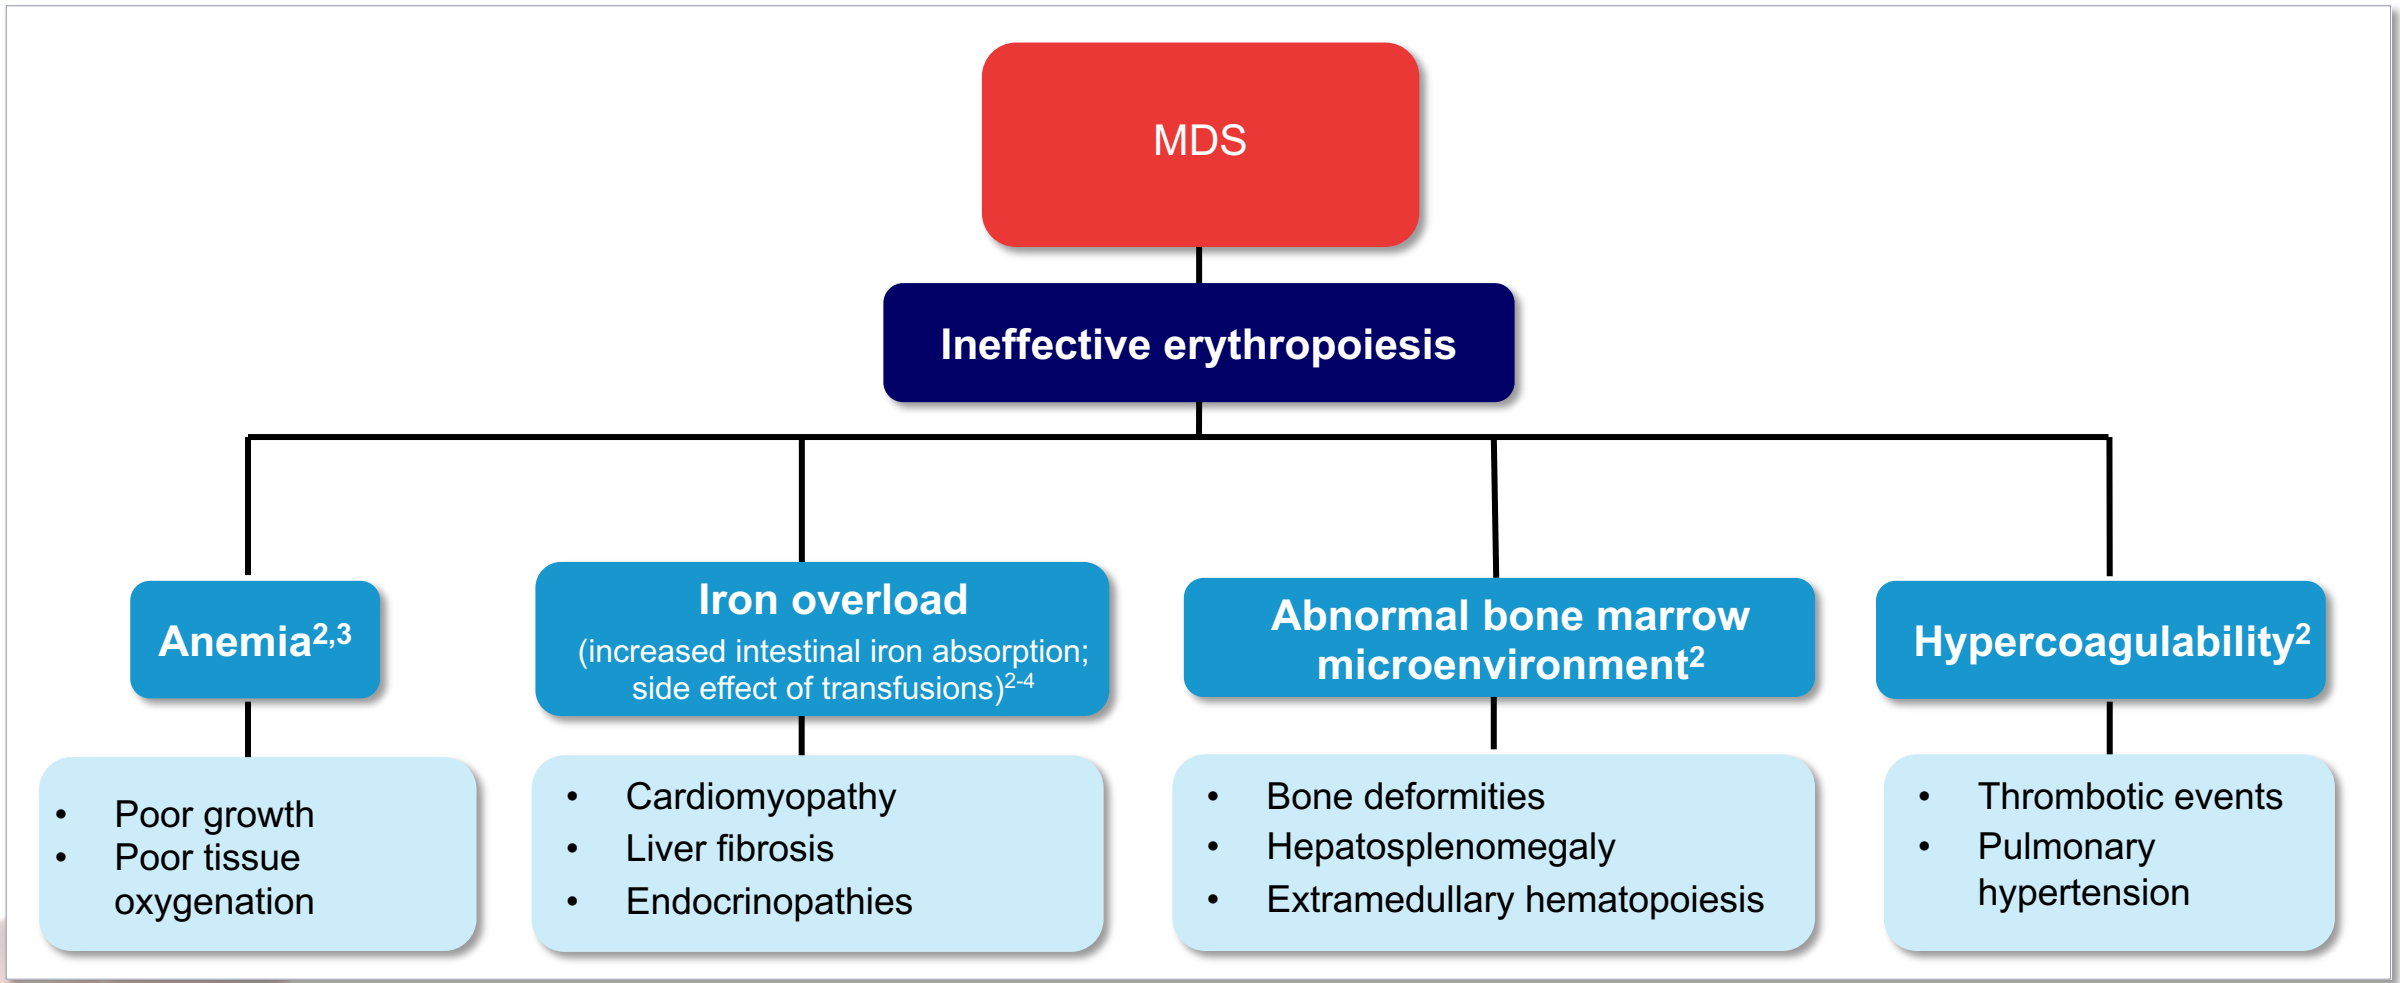 MDS
Ineffective erythropoiesis
Anemia2,3
Iron overload
(increased intestinal iron absorption;
side effect of transfusions)2-4
Abnormal bone marrow
microenvironment2
Hypercoagulability2
• Poor growth
• Poor tissue
oxygenation
• Cardiomyopathy
• Liver fibrosis
• Endocrinopathies
• Bone deformities
• Hepatosplenomegaly
• Extramedullary hematopoiesis
• Thrombotic events
• Pulmonary
hypertension